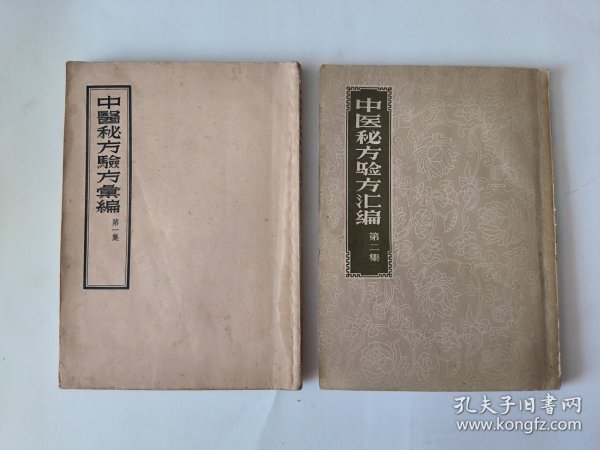 中醫秘方驗方彙編
第一集
中医秘方验方汇编
第二集
孔夫子旧书网
www.kongfz.com